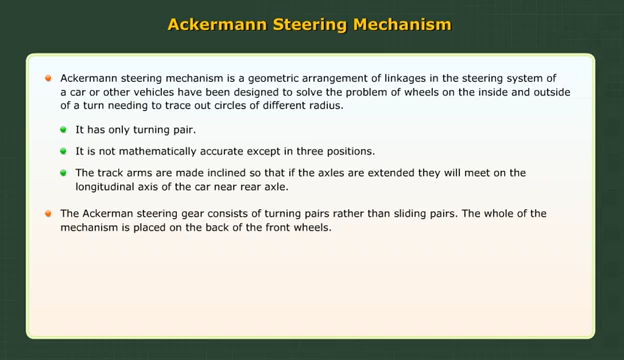 Ackermann Steering Mechanism
Ackermann steering mechanism is a geometric arrangement of linkages in the steering system of
a car or other vehicles have been designed to solve the problem of wheels on the inside and outside
of a turn needing to trace out circles of different radius.
It has only turning pair.
It is not mathematically accurate except in three positions.
The track arms are made inclined so that if the axles are extended they will meet on the
longitudinal axis of the car near rear axle.
The Ackerman steering gear consists of turning pairs rather than sliding pairs. The whole of the
mechanism is placed on the back of the front wheels.